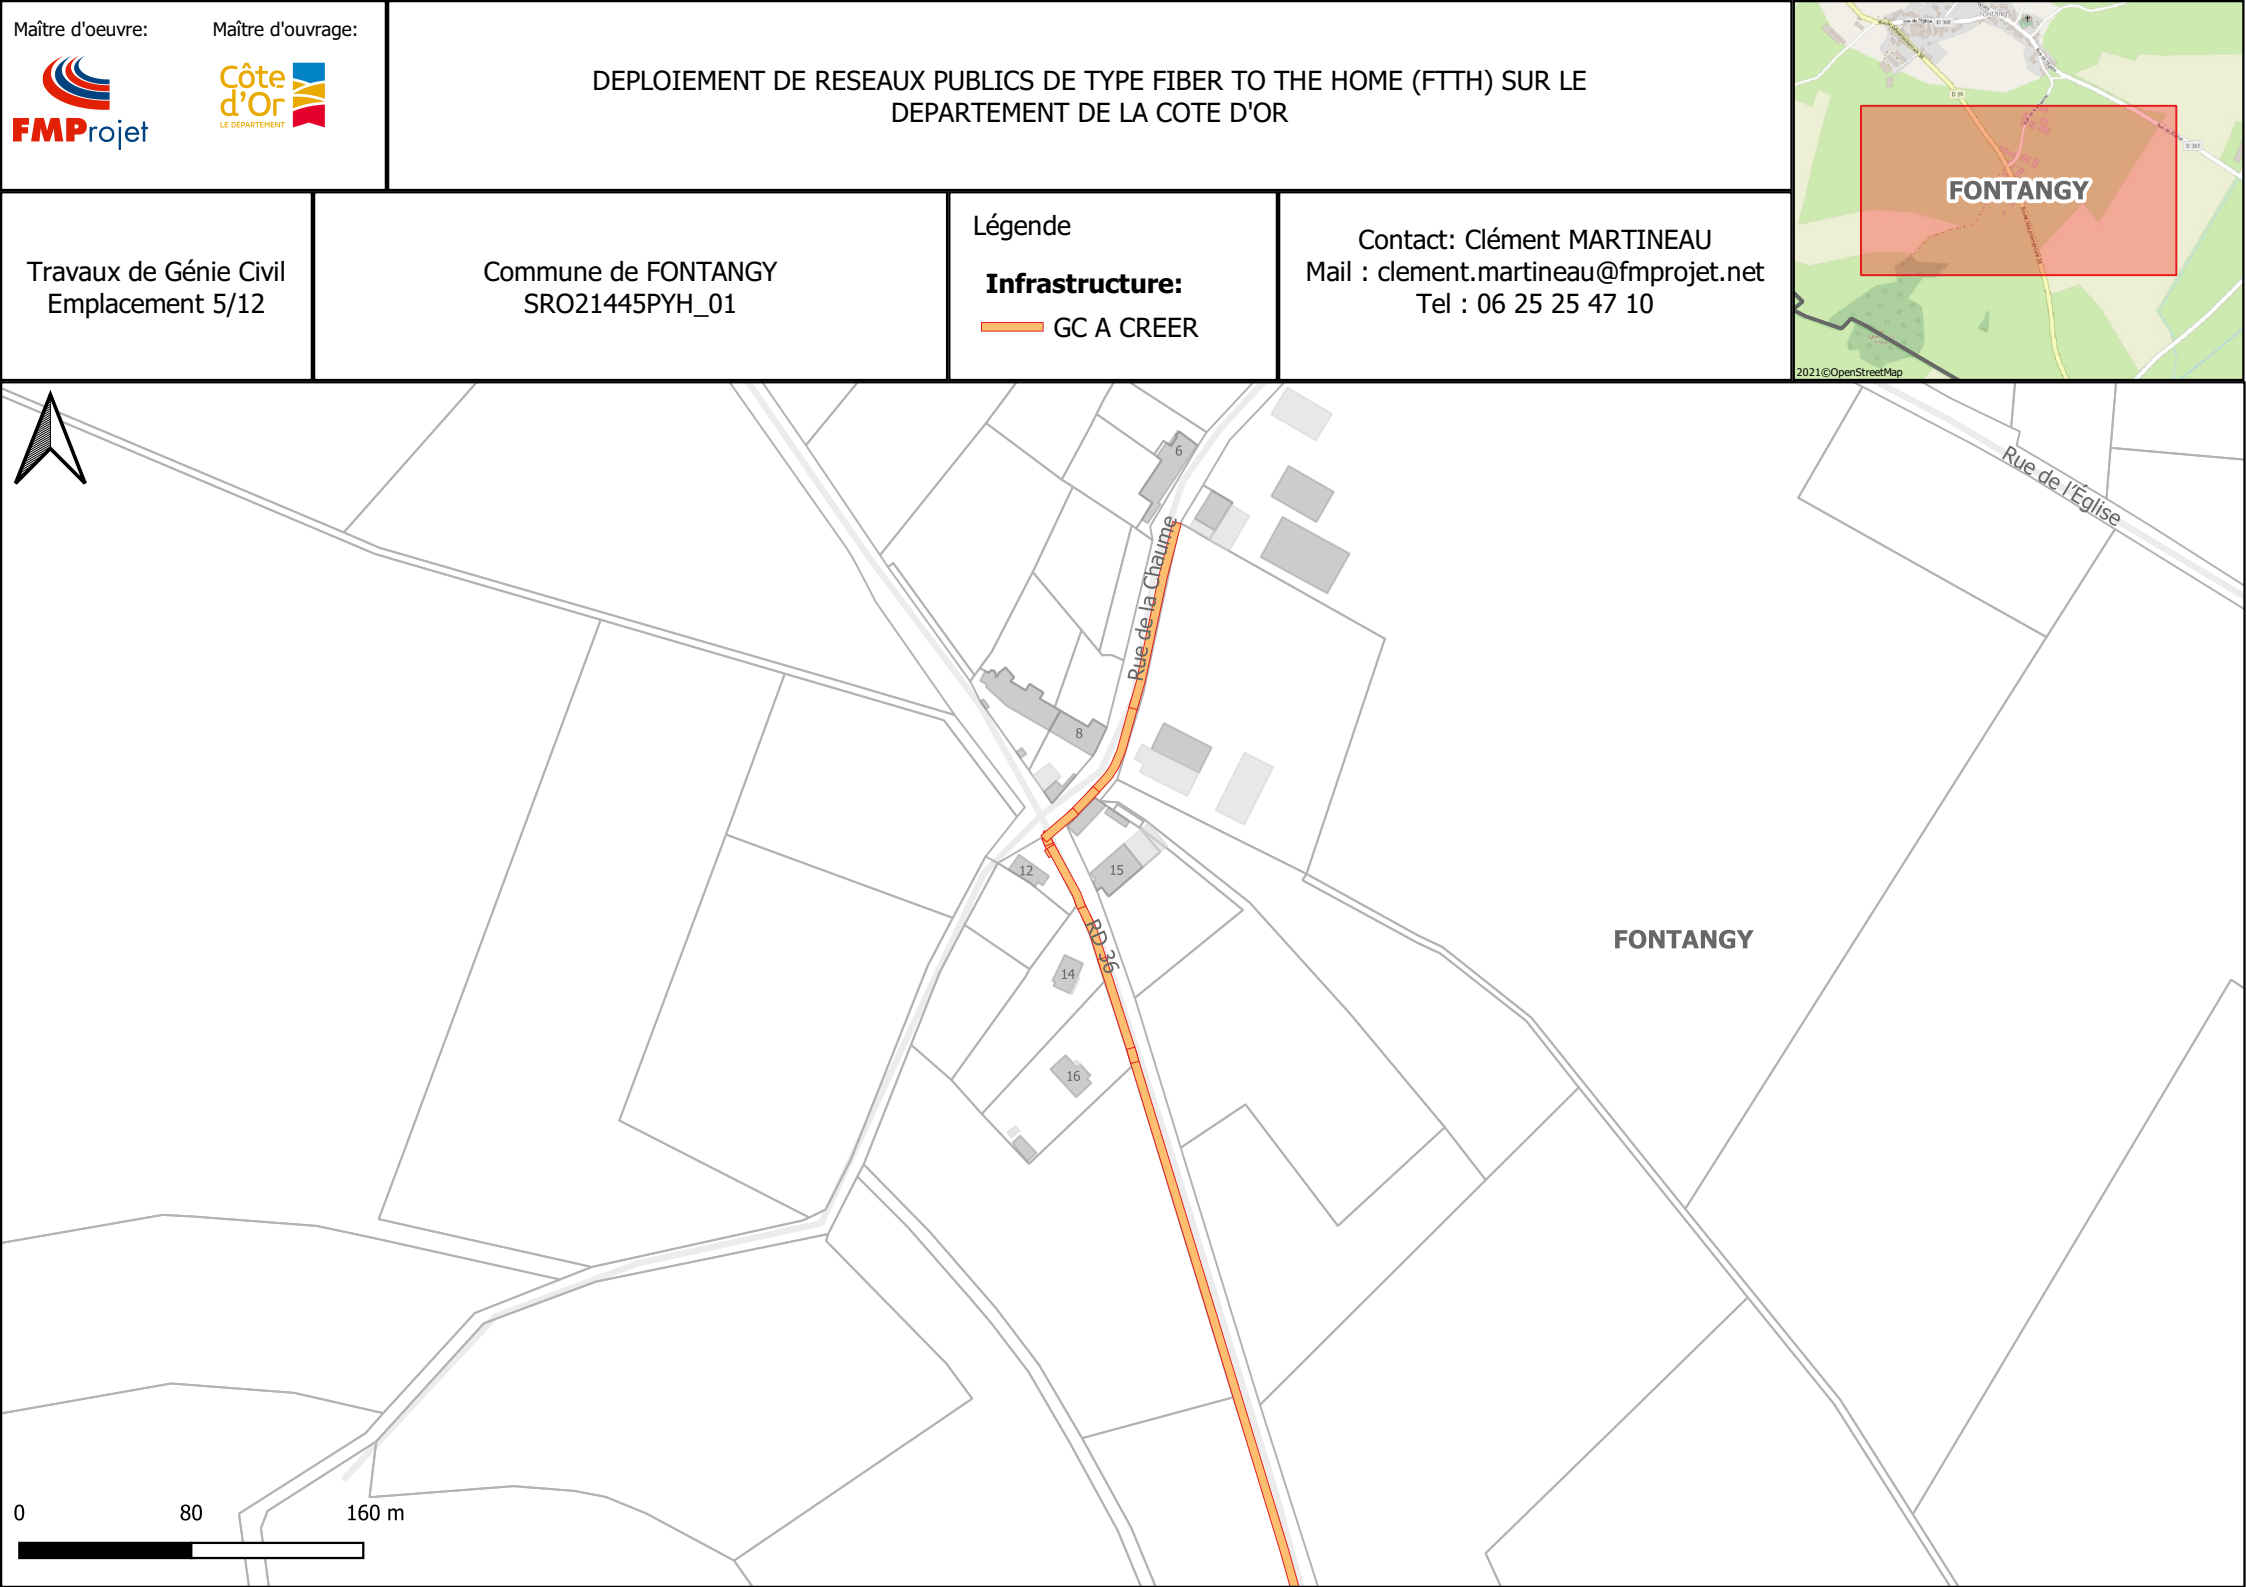 Maître d'oeuvre:
Maître d'ouvrage:
FMProjet
Côte
d'Or
LE DÉPARTEMENT
DEPLOIEMENT DE RESEAUX PUBLICS DE TYPE FIBER TO THE HOME (FTTH) SUR LE
DEPARTEMENT DE LA COTE D'OR
Travaux de Génie Civil
Emplacement 5/12
Commune de FONTANGY
SRO21445PYH_01
Légende
Infrastructure:
GC A CREER
Contact: Clément MARTINEAU
Mail : clement.martineau@fmprojet.net
Tel : 06 25 25 47 10
Fontangy
FONTANGY
2021©OpenStreetMap
6
Rue de l'Église
Rue de la Chaume
8
12
15
RD 36
FONTANGY
14
16
0
80
160 m